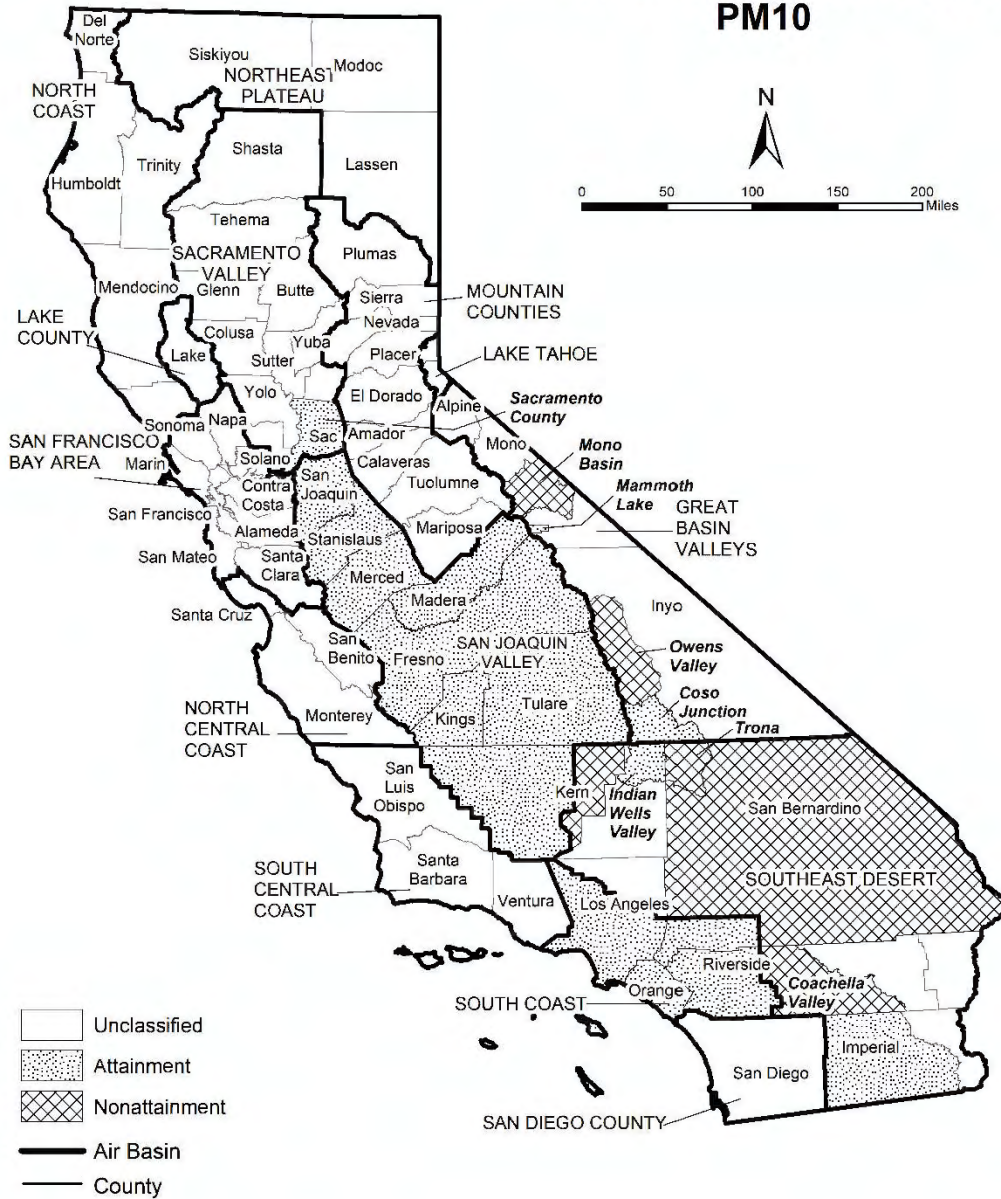 PM10
N
0 50 100 150 200
Miles
Del
Norte
Siskiyou
Modoc
NORTHEAST
PLATEAU
NORTH
COAST
Shasta
Trinity
Lassen
Humboldt
Tehema
Plumas
SACRAMENTO
VALLEY
Mendocino
Glenn
Butte
Sierra
MOUNTAIN
COUNTIES
Nevada
LAKE
COUNTY
Colusa
Yuba
Lake
Sutter
Placer
LAKE TAHOE
Yolo
El Dorado
Alpine
Sacramento
County
Sonoma
Napa
Sac
Amador
Mono
SAN FRANCISCO
BAY AREA
Marin
Solano
Calaveras
Mono
Basin
Contra
Costa
San
Joaquin
Tuolumne
Mammoth
Lake
San Francisco
GREAT
BASIN
VALLEYS
Alameda
Stanislaus
Mariposa
San Mateo
Santa
Clara
Merced
Madera
Santa Cruz
Inyo
San
Benito
Fresno
SAN JOAQUIN
VALLEY
Owens
Valley
Coso
Junction
NORTH
CENTRAL
COAST
Monterey
Kings
Tulare
Trona
San
Luis
Obispo
Kern
Indian
Wells
Valley
San Bernardino
SOUTH
CENTRAL
COAST
Santa
Barbara
Ventura
Los Angeles
SOUTHEAST DESERT
Riverside
Orange
Coachella
Valley
SOUTH COAST
Imperial
San Diego
SAN DIEGO COUNTY
Unclassified
Attainment
Nonattainment
Air Basin
County